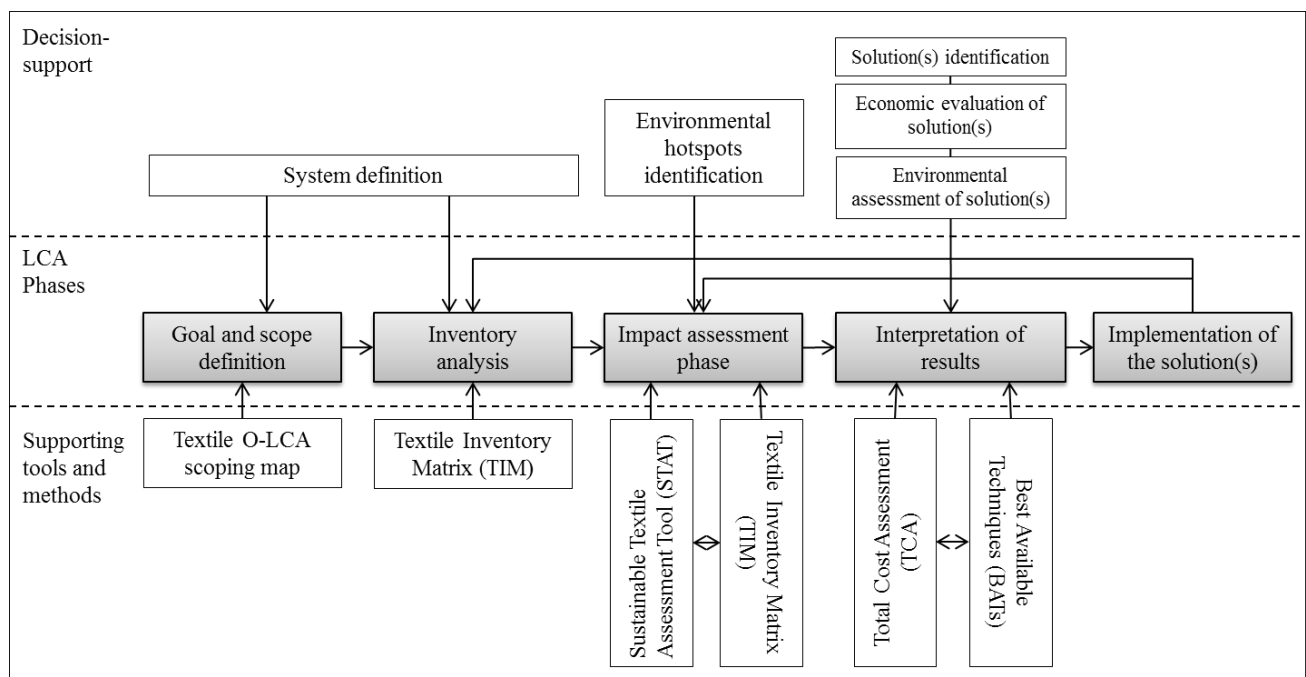 Decision-
support
Solution(s) identification
Economic evaluation of
solution(s)
Environmental
assessment of solution(s)
Environmental
hotspots
identification
System definition
LCA
Phases
Goal and scope
definition
Inventory
analysis
Impact assessment
phase
Interpretation of
results
Implementation of
the solution(s)
Supporting
tools and
methods
Textile O-LCA
scoping map
Textile Inventory
Matrix (TIM)
Sustainable Textile
Assessment Tool (STAT)
Textile Inventory Matrix
(TIM)
Total Cost Assessment
(TCA)
Best Available
Techniques (BATs)